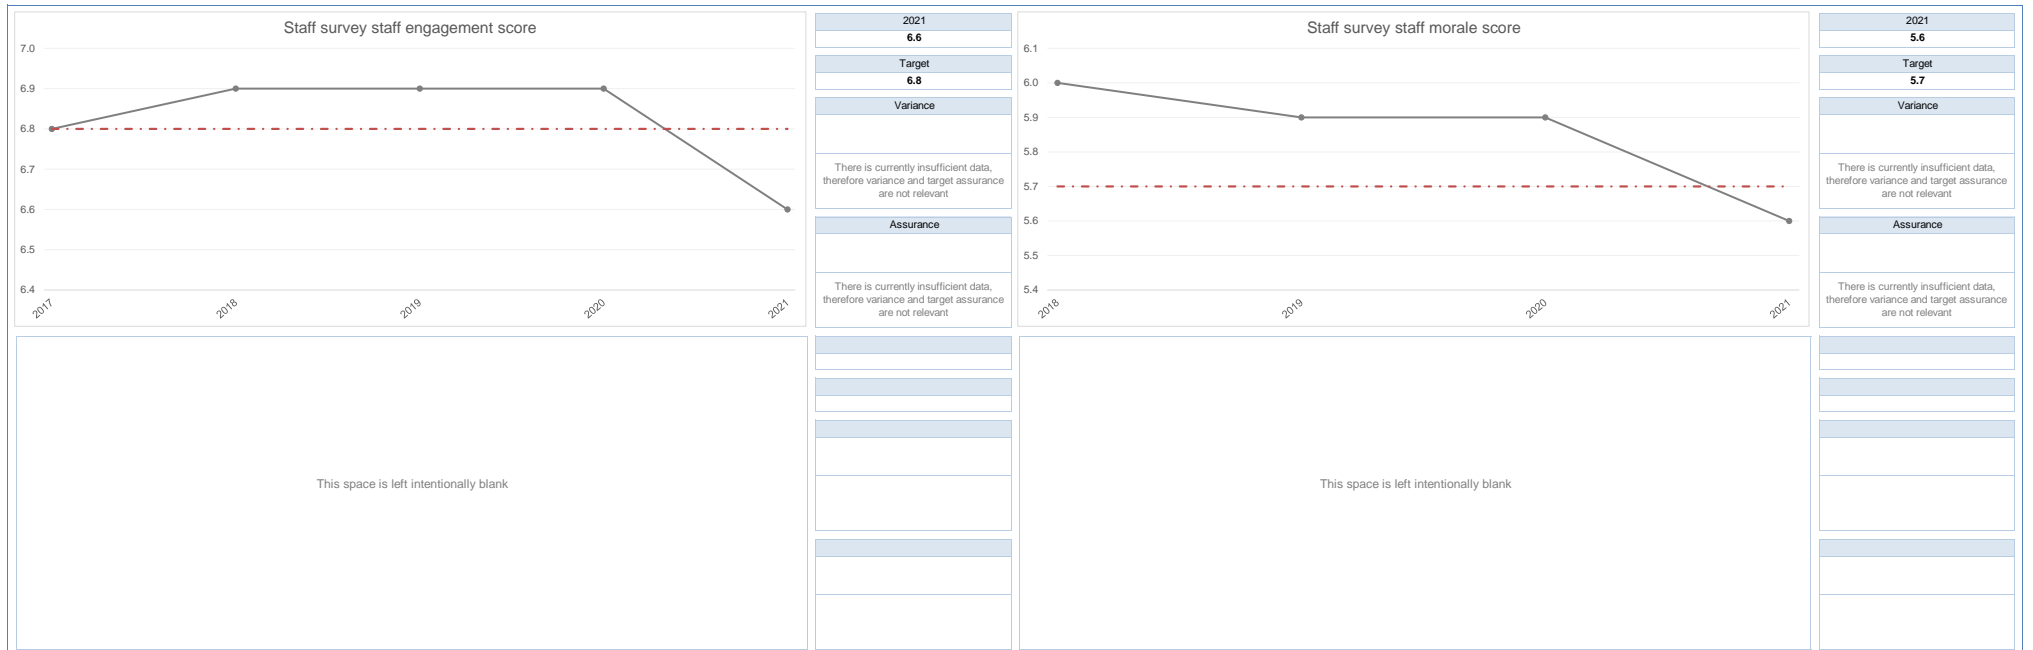 Staff survey staff engagement score
7.0
6.9
6.8
6.7
6.6
6.5
6.4
2017
2018
2019
2020
2021
2021
6.6
Target
6.8
Variance
There is currently insufficient data,
therefore variance and target assurance
are not relevant
Assurance
There is currently insufficient data,
therefore variance and target assurance
are not relevant
Staff survey staff morale score
6.1
6.0
5.9
5.8
5.7
5.6
5.5
5.4
2018
2019
2020
2021
2021
5.6
Target
5.7
Variance
There is currently insufficient data,
therefore variance and target assurance
are not relevant
Assurance
There is currently insufficient data,
therefore variance and target assurance
are not relevant
This space is left intentionally blank
This space is left intentionally blank